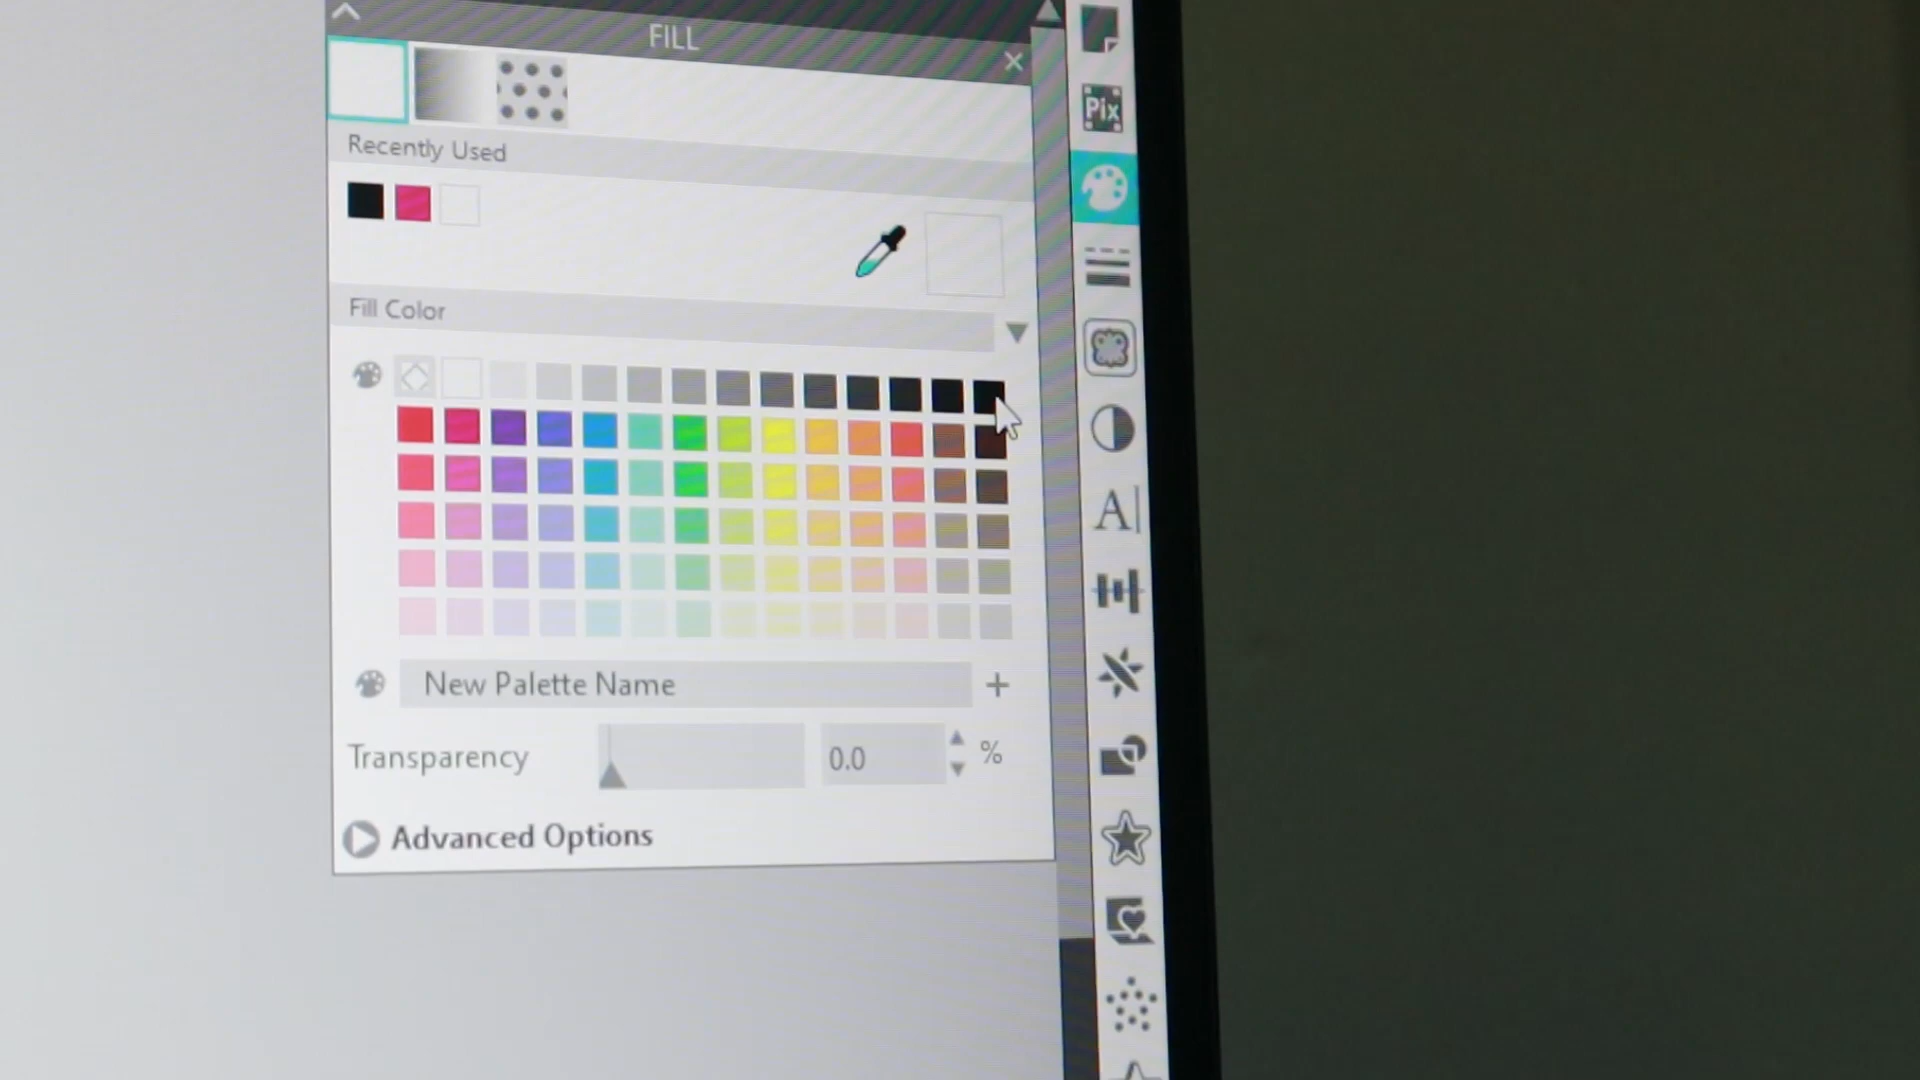 FILL
Pix
Recently Used
Fill Color
A
New Palette Name
Transparency 0.0 %
Advanced Options